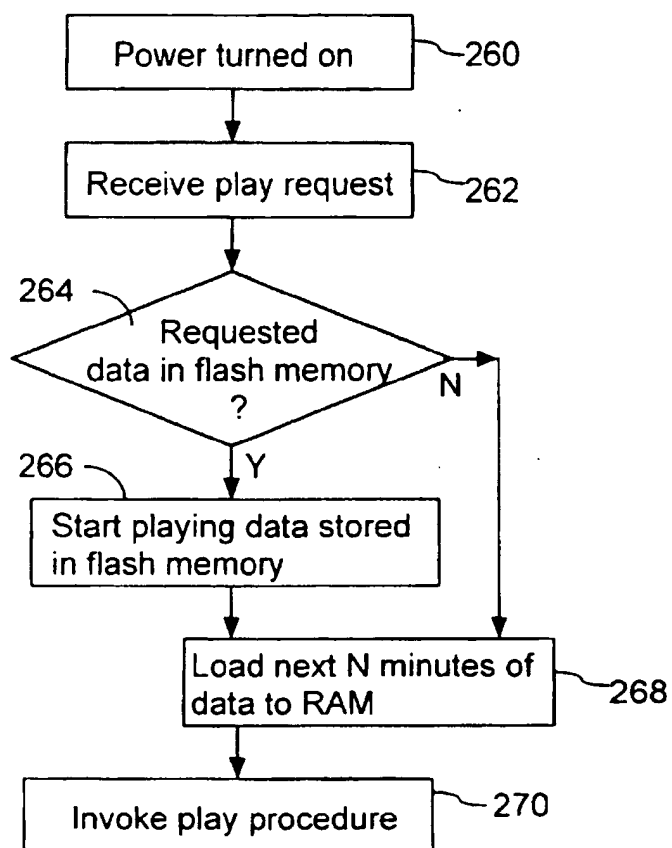 Power turned on
260
Receive play request
262
264
Requested
data in flash memory
?
N
Y
266
Start playing data stored
in flash memory
Load next N minutes of
data to RAM
268
Invoke play procedure
270